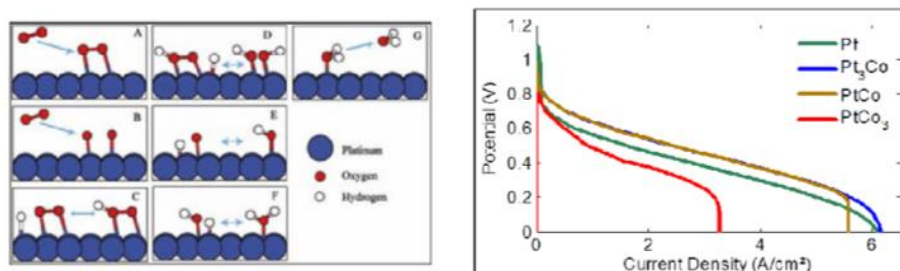 A
D
G
B
E
Platinum
Oxygen
Hydrogen
C
F
1.2
1
0.8
0.6
0.4
0.2
0
Potential (V)
Pt
Pt₃Co
PtCo
PtCo₃
0 2 4 6
Current Density (A/cm²)